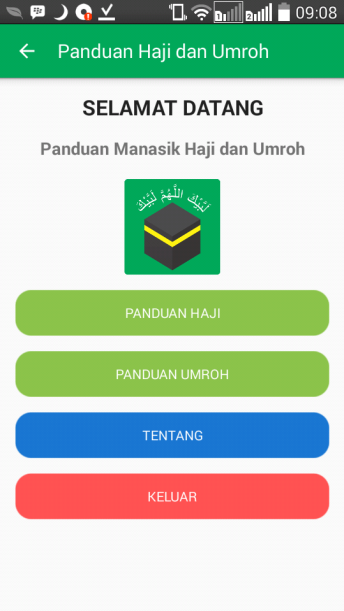 09:08
Panduan Haji dan Umroh
SELAMAT DATANG
Panduan Manasik Haji dan Umroh
لَبَّيْكَ اللَّهُمَّ لَبَّيْكَ
PANDUAN HAJI
PANDUAN UMROH
TENTANG
KELUAR